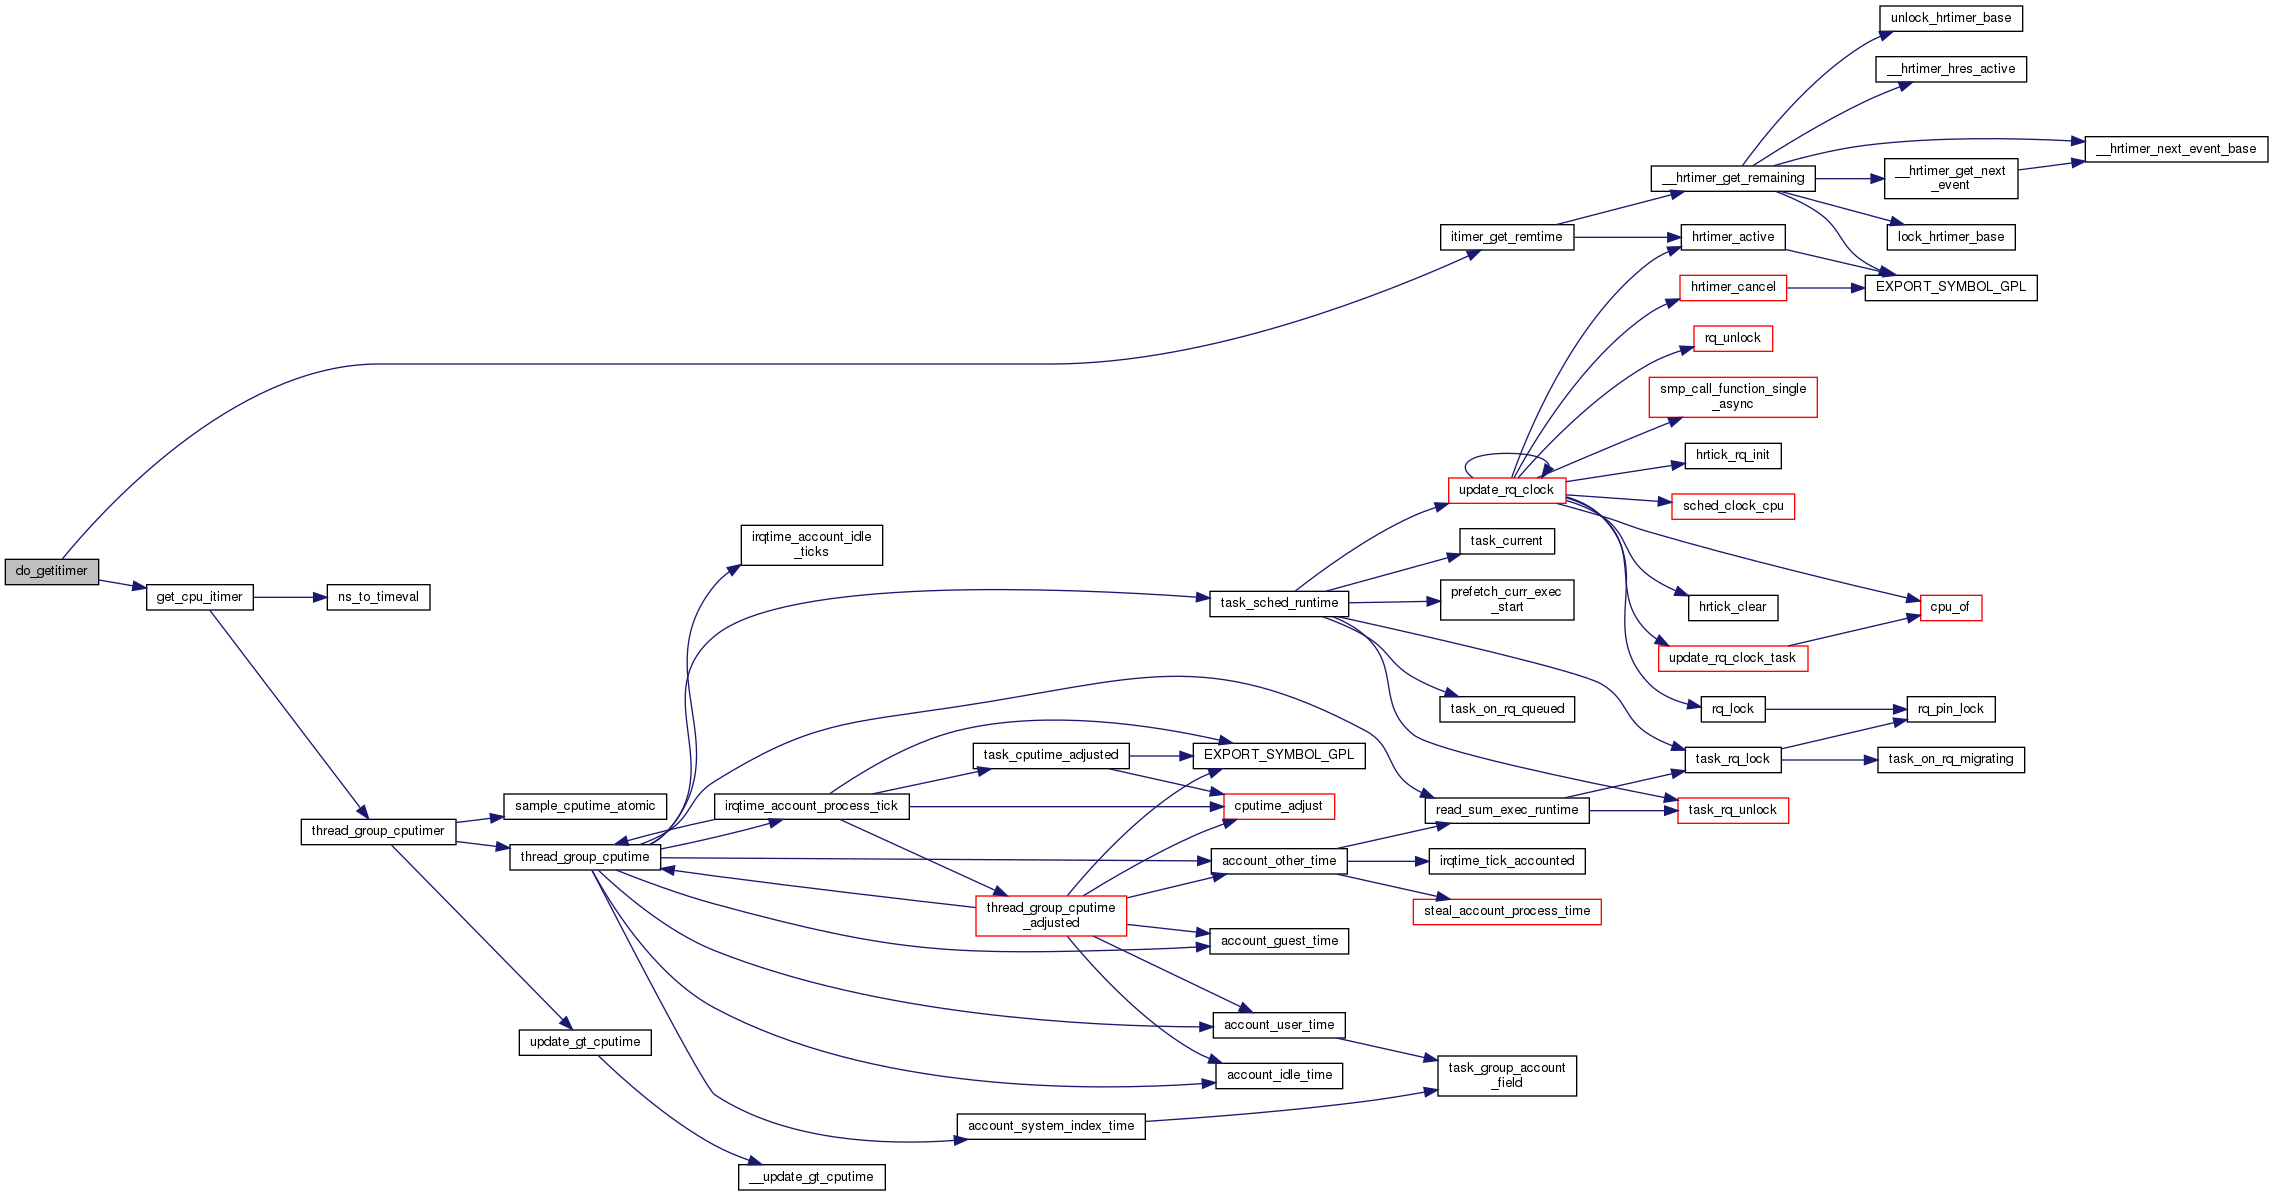 unlock_hrtimer_base
__hrtimer_hres_active
__hrtimer_next_event_base
__hrtimer_get_remaining
__hrtimer_get_next
_event
itimer_get_remtime
hrtimer_active
lock_hrtimer_base
hrtimer_cancel
EXPORT_SYMBOL_GPL
rq_unlock
smp_call_function_single
_async
hrtick_rq_init
update_rq_clock
sched_clock_cpu
irqtime_account_idle
_ticks
task_current
do_getitimer
get_cpu_itimer
ns_to_timeval
task_sched_runtime
prefetch_curr_exec
_start
hrtick_clear
cpu_of
update_rq_clock_task
task_on_rq_queued
rq_lock
rq_pin_lock
task_cputime_adjusted
EXPORT_SYMBOL_GPL
task_rq_lock
task_on_rq_migrating
sample_cputime_atomic
irqtime_account_process_tick
cputime_adjust
read_sum_exec_runtime
task_rq_unlock
thread_group_cputimer
thread_group_cputime
account_other_time
irqtime_tick_accounted
thread_group_cputime
_adjusted
steal_account_process_time
account_guest_time
update_gt_cputime
account_user_time
account_idle_time
task_group_account
_field
account_system_index_time
__update_gt_cputime